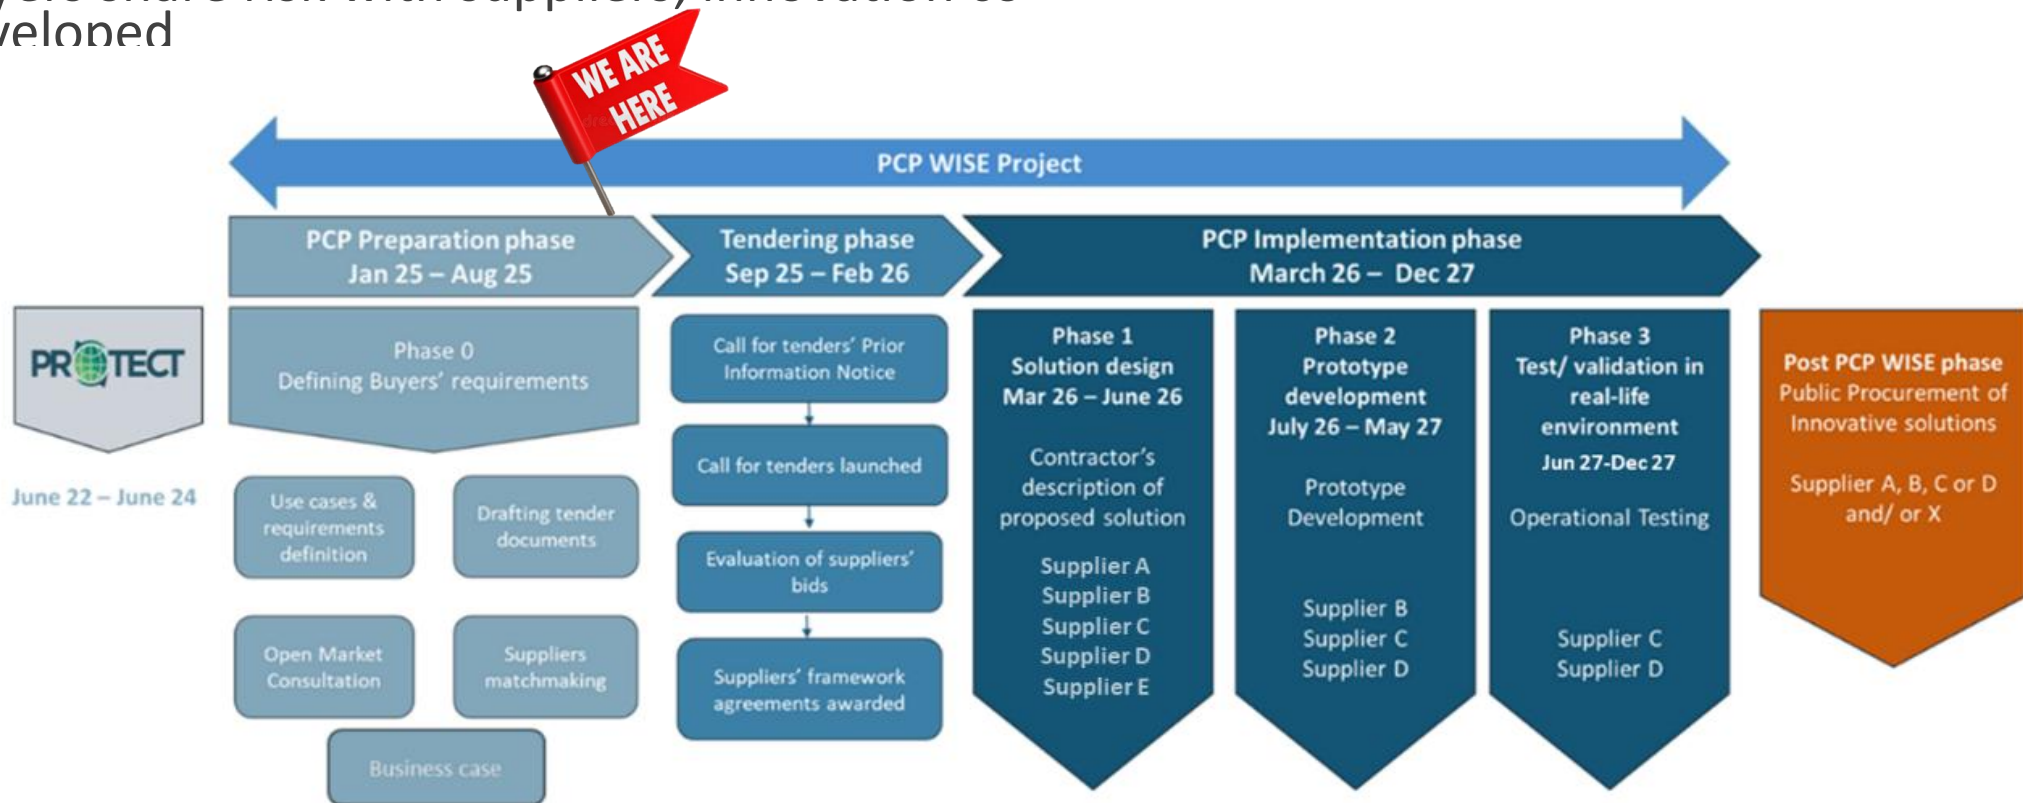 share risk with suppliers, innovation
WE ARE
HERE
PCP WISE Project
PCP Preparation phase
Jan 25 – Aug 25
Tendering phase
Sep 25 – Feb 26
PCP Implementation phase
March 26 – Dec 27
PROTECT
June 22 – June 24
Phase 0
Defining Buyers' requirements
Use cases &
requirements
definition
Drafting tender
documents
Open Market
Consultation
Suppliers
matchmaking
Business case
Call for tenders' Prior
Information Notice
Call for tenders launched
Evaluation of suppliers'
bids
Suppliers' framework
agreements awarded
Phase 1
Solution design
Mar 26 – June 26
Contractor's
description of
proposed solution
Supplier A
Supplier B
Supplier C
Supplier D
Supplier E
Phase 2
Prototype
development
July 26 – May 27
Prototype
Development
Supplier B
Supplier C
Supplier D
Phase 3
Test/ validation in
real-life
environment
Jun 27-Dec 27
Operational Testing
Supplier C
Supplier D
Post PCP WISE phase
Public Procurement of
Innovative solutions
Supplier A, B, C or D
and/ or X